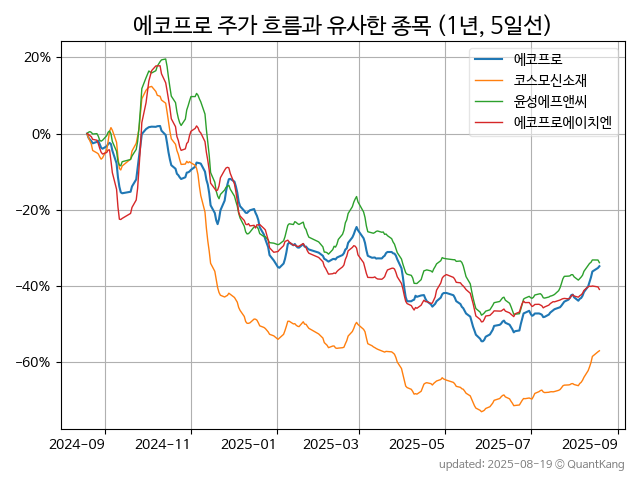 에코프로 주가 흐름과 유사한 종목 (1년, 5일선)
에코프로
코스모신소재
윤성에프앤씨
에코프로에이치엔
20%
0%
−20%
−40%
−60%
2024-09 2024-11 2025-01 2025-03 2025-05 2025-07 2025-09
updated: 2025-08-19 © QuantKang